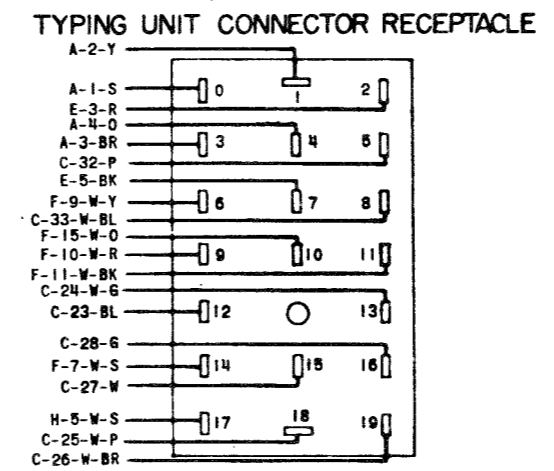 TYPING UNIT CONNECTOR RECEPTACLE
A-2-Y
1
A-1-S
0
2
E-3-R
A-4-O
A-3-BR
3
4
5
C-32-P
E-5-BK
F-9-W-Y
6
7
8
C-33-W-BL
F-15-W-O
F-10-W-R
9
10
11
F-11-W-BK
C-24-W-G
C-23-BL
12
13
C-28-G
F-7-W-S
14
15
16
C-27-W
H-5-W-S
17
18
19
C-25-W-P
C-26-W-BR